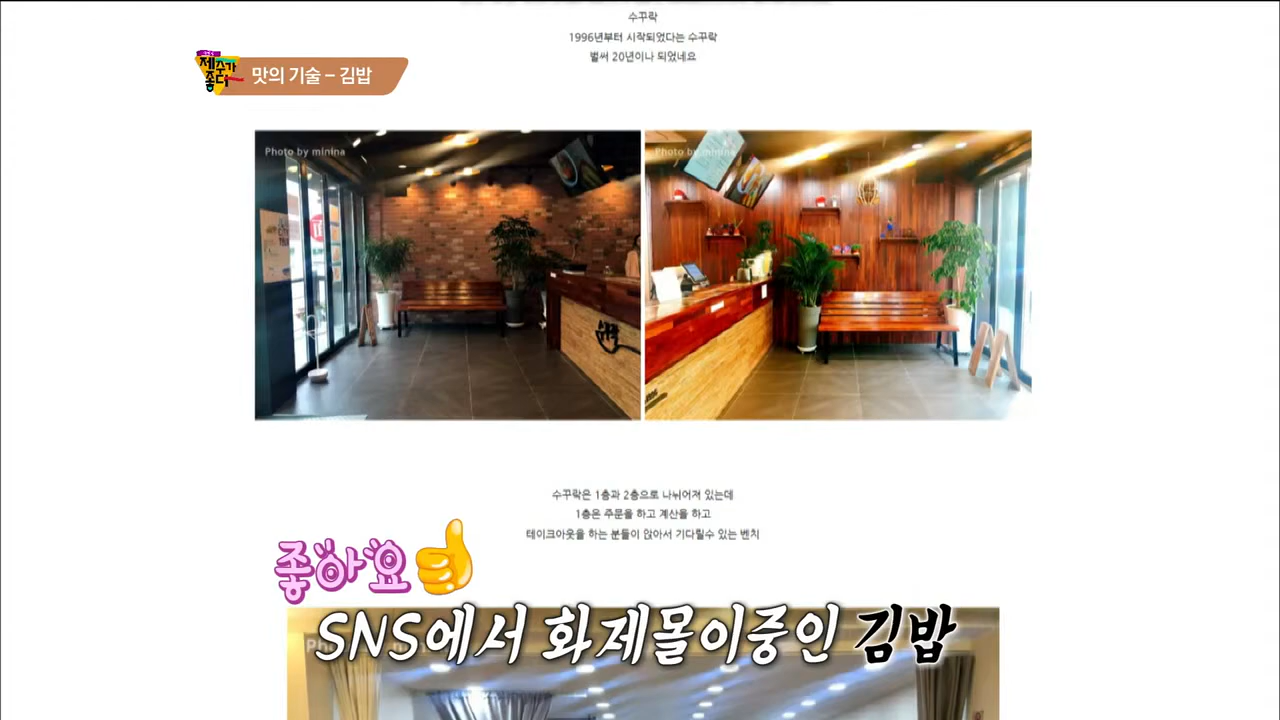 수꾸락
1996년부터 시작되었다는 수꾸락
벌써 20년이나 되었네요
제주가 좋다
맛의 기술 – 김밥
Photo by minina
Photo by minina
수꾸락은 1층과 2층으로 나뉘어져 있는데
1층은 주문을 하고 계산을 하고
테이크아웃을 하는 분들이 앉아서 기다릴수 있는 벤치
좋아요
SNS에서 화제몰이중인 김밥